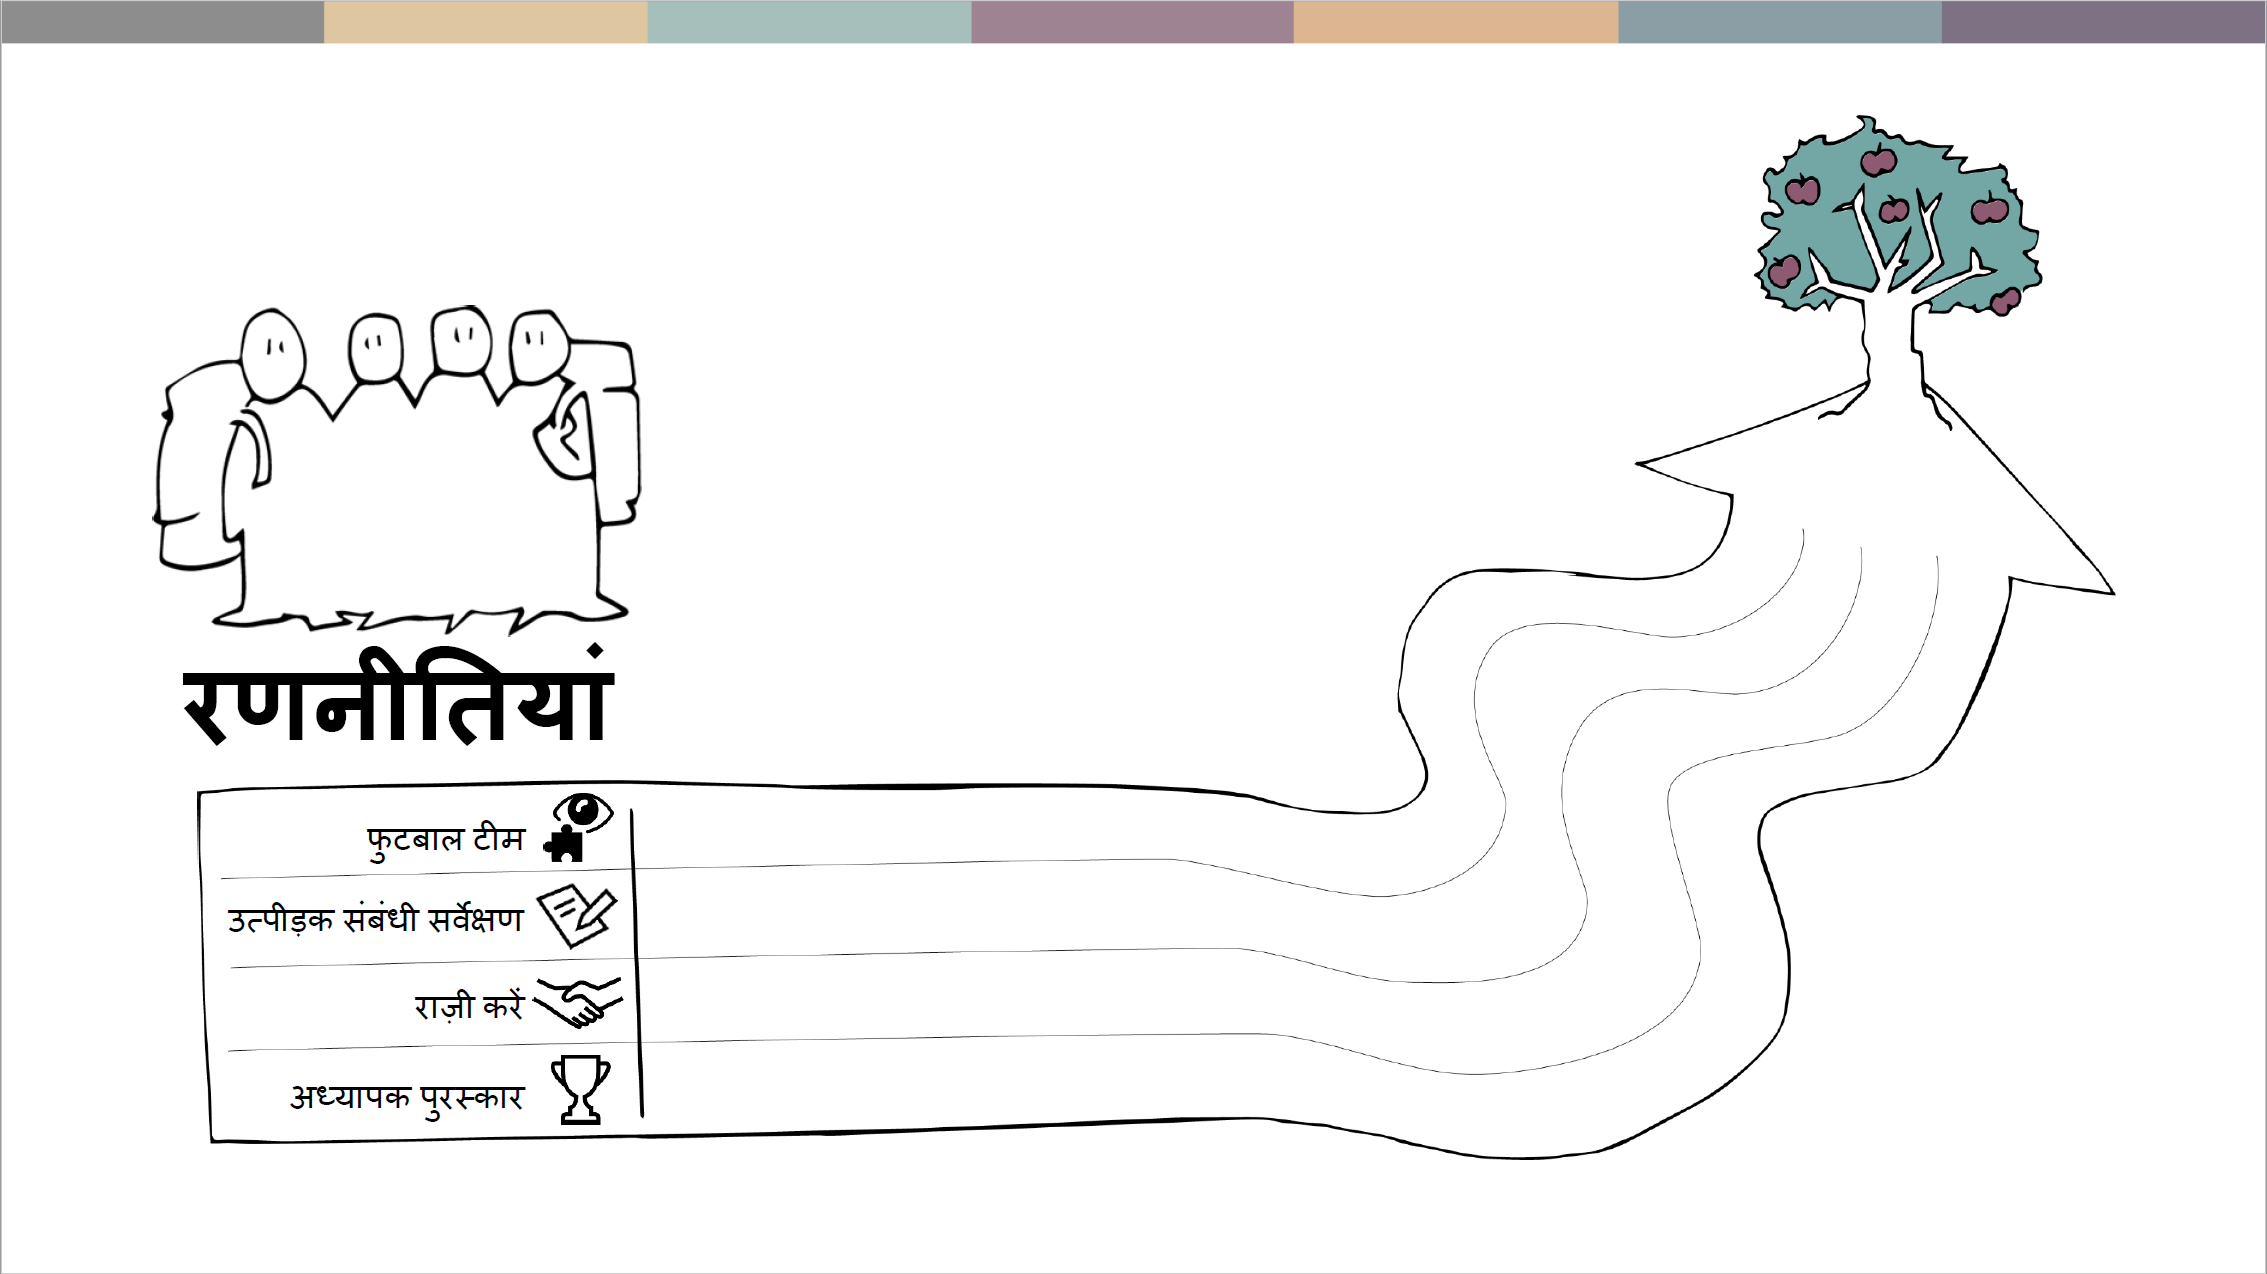 रणनीतियां
फुटबाल टीम
उत्पीड़क संबंधी सर्वेक्षण
राज़ी करें
अध्यापक पुरस्कार